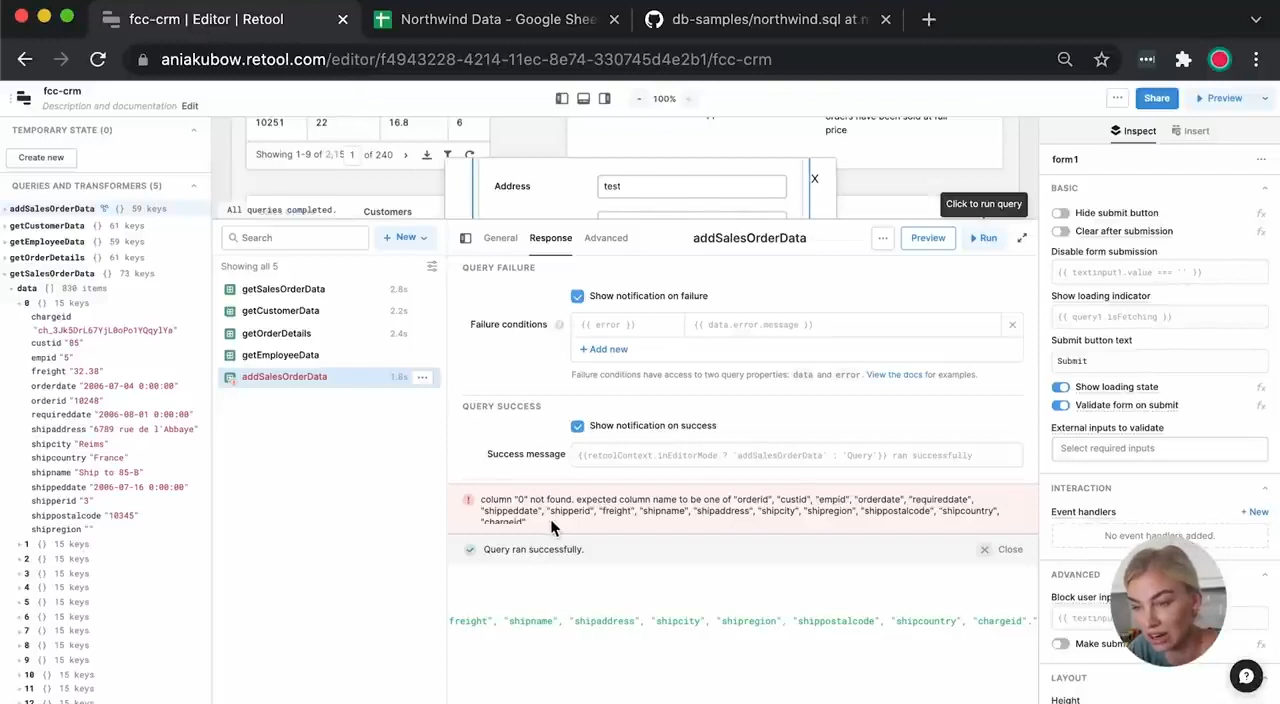 fcc-crm | Editor | Retool
Northwind Data - Google Shee
db-samples/northwind.sql at
aniakubow.retool.com/editor/f4943228-4214-11ec-8e74-330745d4e2b1/fcc-crm
fcc-crm
Description and documentation Edit
- 100%
Share
Preview
TEMPORARY STATE (0)
Create new
QUERIES AND TRANSFORMERS (5)
addSalesOrderData {} 59 keys
getCustomerData {} 61 keys
getEmployeeData {} 59 keys
getOrderDetails {} 61 keys
getSalesOrderData {} 73 keys
data [] 830 items
0 {} 15 keys
chargeid
"ch_3Jk5DrL67YjL0oPo1YQqylYa"
custid "85"
empid "5"
freight "32.38"
orderdate "2006-07-04 0:00:00"
orderid "10248"
requireddate "2006-08-01 0:00:00"
shipaddress "6789 rue de l'Abbaye"
shipcity "Reims"
shipcountry "France"
shipname "Ship to 85-B"
shippeddate "2006-07-16 0:00:00"
shipperid "3"
shippostalcode "10345"
shipregion ""
1 {} 15 keys
2 {} 15 keys
3 {} 15 keys
4 {} 15 keys
5 {} 15 keys
6 {} 15 keys
7 {} 15 keys
8 {} 15 keys
9 {} 15 keys
10 {} 15 keys
11 {} 15 keys
12 {} 15 keys
10251 22 16.8 6
Showing 1-9 of 2,15 1 of 240
orders have been sold at full
price
Address test X
All queries completed.
Customers
Click to run query
Search
+ New
Showing all 5
getSalesOrderData 2.8s
getCustomerData 2.2s
getOrderDetails 2.4s
getEmployeeData
addSalesOrderData 1.8s
General Response Advanced
addSalesOrderData
Preview
Run
QUERY FAILURE
Show notification on failure
Failure conditions {{ error }} {{ data.error.message }}
+ Add new
Failure conditions have access to two query properties: data and error. View the docs for examples.
QUERY SUCCESS
Show notification on success
Success message {{retoolContext.inEditorMode ? `addSalesOrderData` : 'Query'}} ran successfully
column "0" not found. expected column name to be one of "orderid", "custid", "empid", "orderdate", "requireddate",
"shippeddate", "shipperid", "freight", "shipname", "shipaddress", "shipcity", "shipregion", "shippostalcode", "shipcountry",
"chargeid".
Query ran successfully.
Close
freight", "shipname", "shipaddress", "shipcity", "shipregion", "shippostalcode", "shipcountry", "chargeid"."
Inspect Insert
form1
BASIC
Hide submit button
Clear after submission
Disable form submission
{{ textinput1.value === '' }}
Show loading indicator
{{ query1 isFetching }}
Submit button text
Submit
Show loading state
Validate form on submit
External inputs to validate
Select required inputs
INTERACTION
Event handlers + New
No event handlers added.
ADVANCED
Block user inp
{{ textinpu
Make subm
LAYOUT
Height